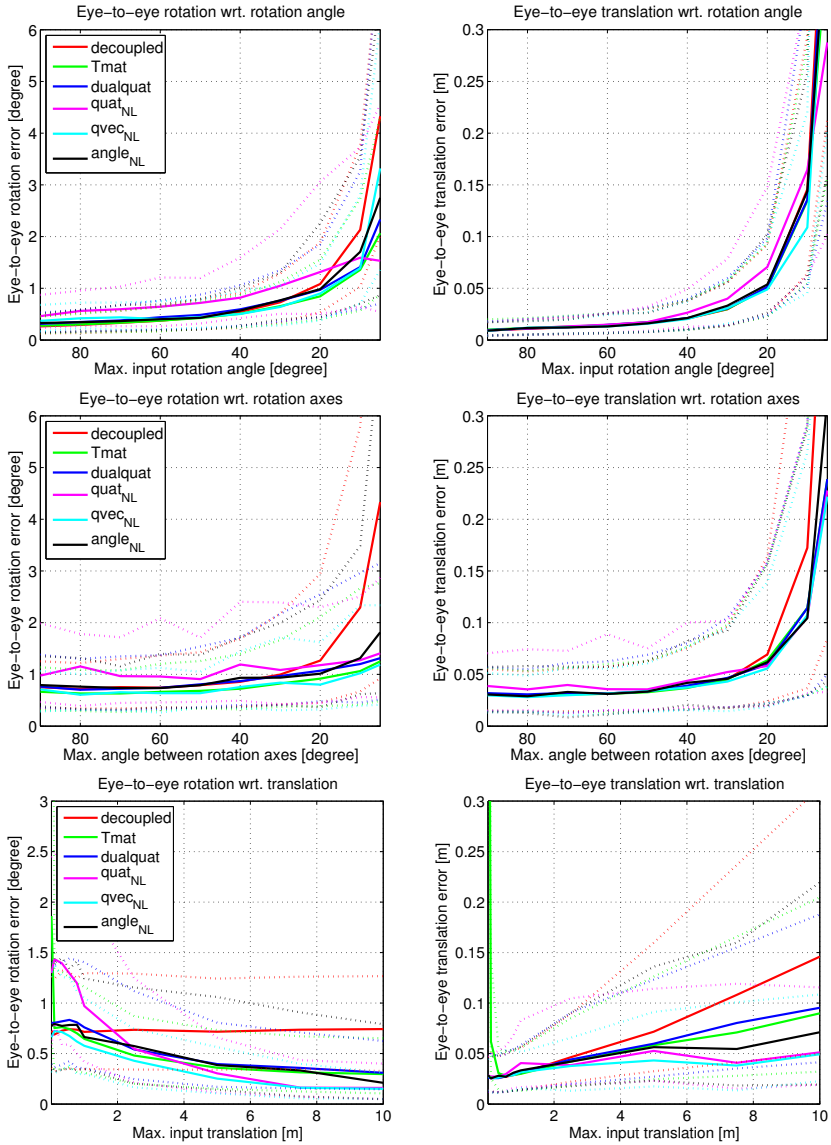 Eye−to−eye rotation wrt. rotation angle
6
5
4
3
2
1
0
80
60
40
20
Eye−to−eye rotation error [degree]
Max. input rotation angle [degree]
decoupled
Tmat
dualquat
quatNL
qvecNL
angleNL
Eye−to−eye translation wrt. rotation angle
0.3
0.25
0.2
0.15
0.1
0.05
0
80
60
40
20
Eye−to−eye translation error [m]
Max. input rotation angle [degree]
Eye−to−eye rotation wrt. rotation axes
6
5
4
3
2
1
0
80
60
40
20
Eye−to−eye rotation error [degree]
Max. angle between rotation axes [degree]
decoupled
Tmat
dualquat
quatNL
qvecNL
angleNL
Eye−to−eye translation wrt. rotation axes
0.3
0.25
0.2
0.15
0.1
0.05
0
80
60
40
20
Eye−to−eye translation error [m]
Max. angle between rotation axes [degree]
Eye−to−eye rotation wrt. translation
3
2.5
2
1.5
1
0.5
0
2
4
6
8
10
Eye−to−eye rotation error [degree]
Max. input translation [m]
decoupled
Tmat
dualquat
quatNL
qvecNL
angleNL
Eye−to−eye translation wrt. translation
0.3
0.25
0.2
0.15
0.1
0.05
0
2
4
6
8
10
Eye−to−eye translation error [m]
Max. input translation [m]